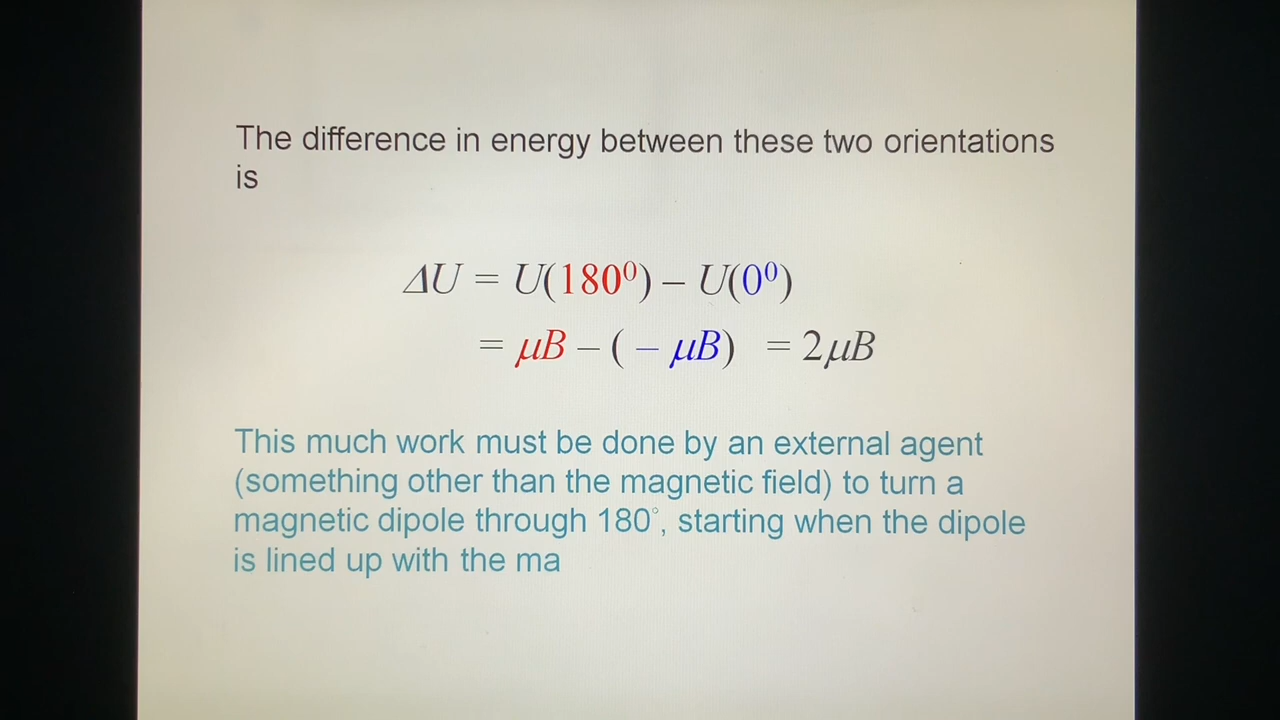 The difference in energy between these two orientations
is
ΔU = U(180⁰) – U(0⁰)
= μB – ( – μB) = 2μB
This much work must be done by an external agent
(something other than the magnetic field) to turn a
magnetic dipole through 180°, starting when the dipole
is lined up with the ma